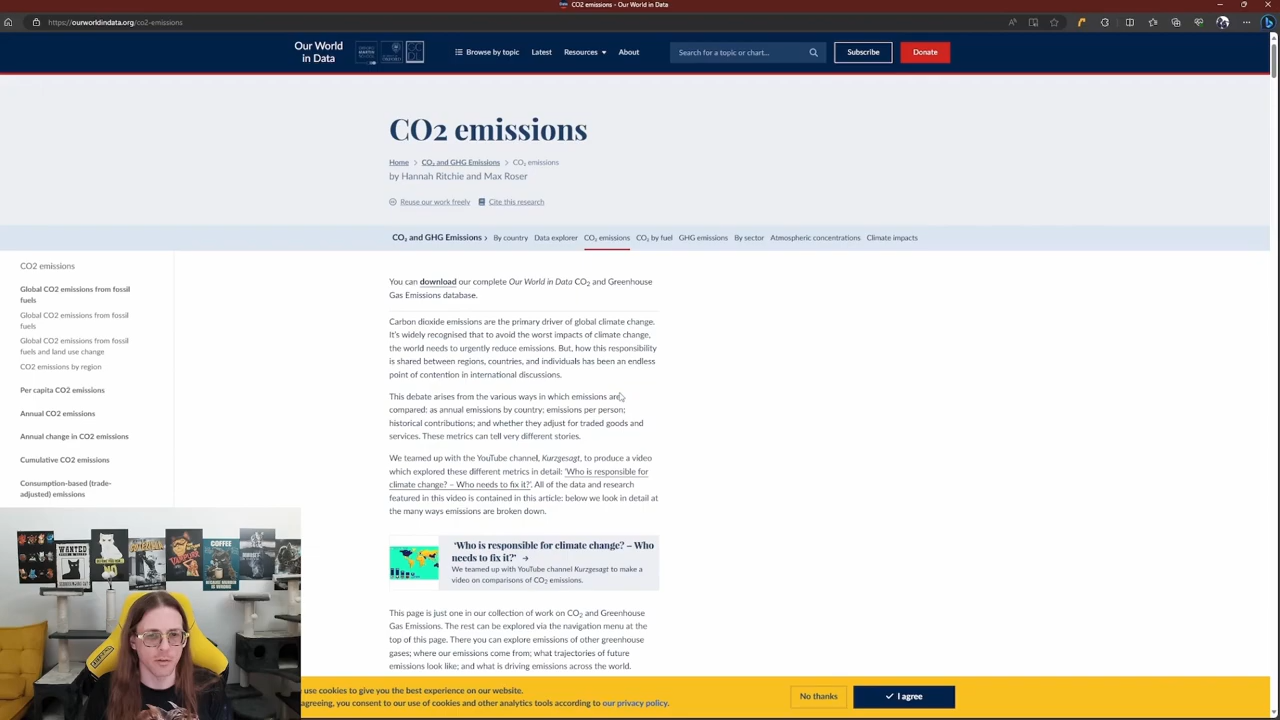 CO2 emissions - Our World in Data
https://ourworldindata.org/co2-emissions
Our World
in Data
Browse by topic
Latest
Resources
About
Search for a topic or chart...
Subscribe
Donate
CO2 emissions
Home > CO₂ and GHG Emissions > CO₂ emissions
by Hannah Ritchie and Max Roser
Reuse our work freely
Cite this research
CO₂ and GHG Emissions ›
By country
Data explorer
CO₂ emissions
CO₂ by fuel
GHG emissions
By sector
Atmospheric concentrations
Climate impacts
CO2 emissions
Global CO2 emissions from fossil
fuels
Global CO2 emissions from fossil
fuels
Global CO2 emissions from fossil
fuels and land use change
CO2 emissions by region
Per capita CO2 emissions
Annual CO2 emissions
Annual change in CO2 emissions
Cumulative CO2 emissions
Consumption-based (trade-
adjusted) emissions
You can download our complete Our World in Data CO₂ and Greenhouse
Gas Emissions database.
Carbon dioxide emissions are the primary driver of global climate change.
It's widely recognised that to avoid the worst impacts of climate change,
the world needs to urgently reduce emissions. But, how this responsibility
is shared between regions, countries, and individuals has been an endless
point of contention in international discussions.
This debate arises from the various ways in which emissions are
compared: as annual emissions by country; emissions per person;
historical contributions; and whether they adjust for traded goods and
services. These metrics can tell very different stories.
We teamed up with the YouTube channel, Kurzgesagt, to produce a video
which explored these different metrics in detail: 'Who is responsible for
climate change? – Who needs to fix it?'. All of the data and research
featured in this video is contained in this article: below we look in detail at
the many ways emissions are broken down.
'Who is responsible for climate change? – Who
needs to fix it?' →
We teamed up with YouTube channel Kurzgesagt to make a
video on comparisons of CO₂ emissions.
This page is just one in our collection of work on CO₂ and Greenhouse
Gas Emissions. The rest can be explored via the navigation menu at the
top of this page. There you can explore emissions of other greenhouse
gases; where our emissions come from; what trajectories of future
emissions look like; and what is driving emissions across the world.
use cookies to give you the best experience on our website.
agreeing, you consent to our use of cookies and other analytics tools according to our privacy policy.
No thanks
✓ I agree
WANTED
COFFEE